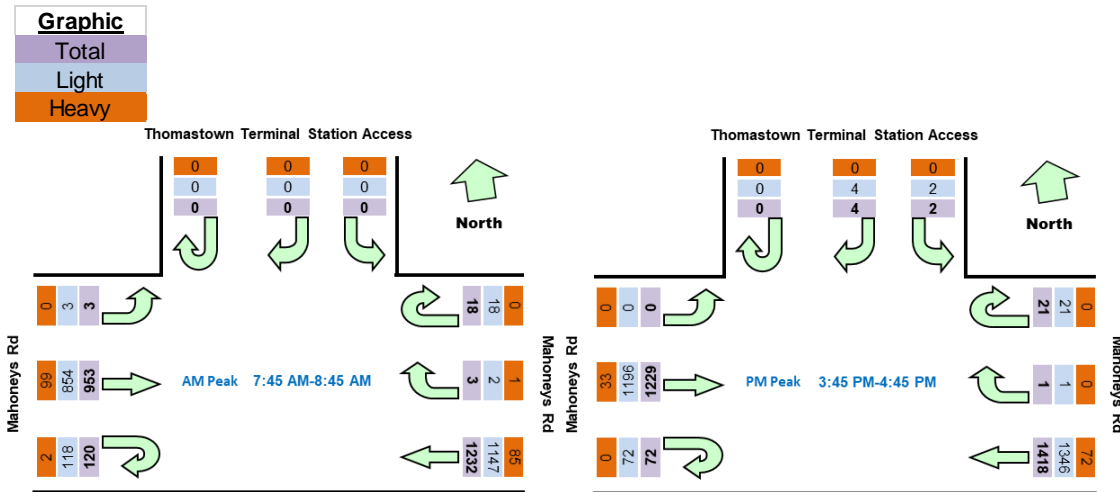 Graphic
Total
Light
Heavy
Thomastown Terminal Station Access
0 0 0
0 0 0
0 0 0
North
0 3 3
18 18 0
Mahoneys Rd
99 854 953
AM Peak 7:45 AM-8:45 AM
3 2 1
Mahoneys Rd
2 118 120
1232 1147 85
Thomastown Terminal Station Access
0 0 0
0 4 2
0 4 2
North
0 0 0
21 21 0
Mahoneys Rd
33 1196 1229
PM Peak 3:45 PM-4:45 PM
1 1 0
Mahoneys Rd
0 72 72
1418 1346 72